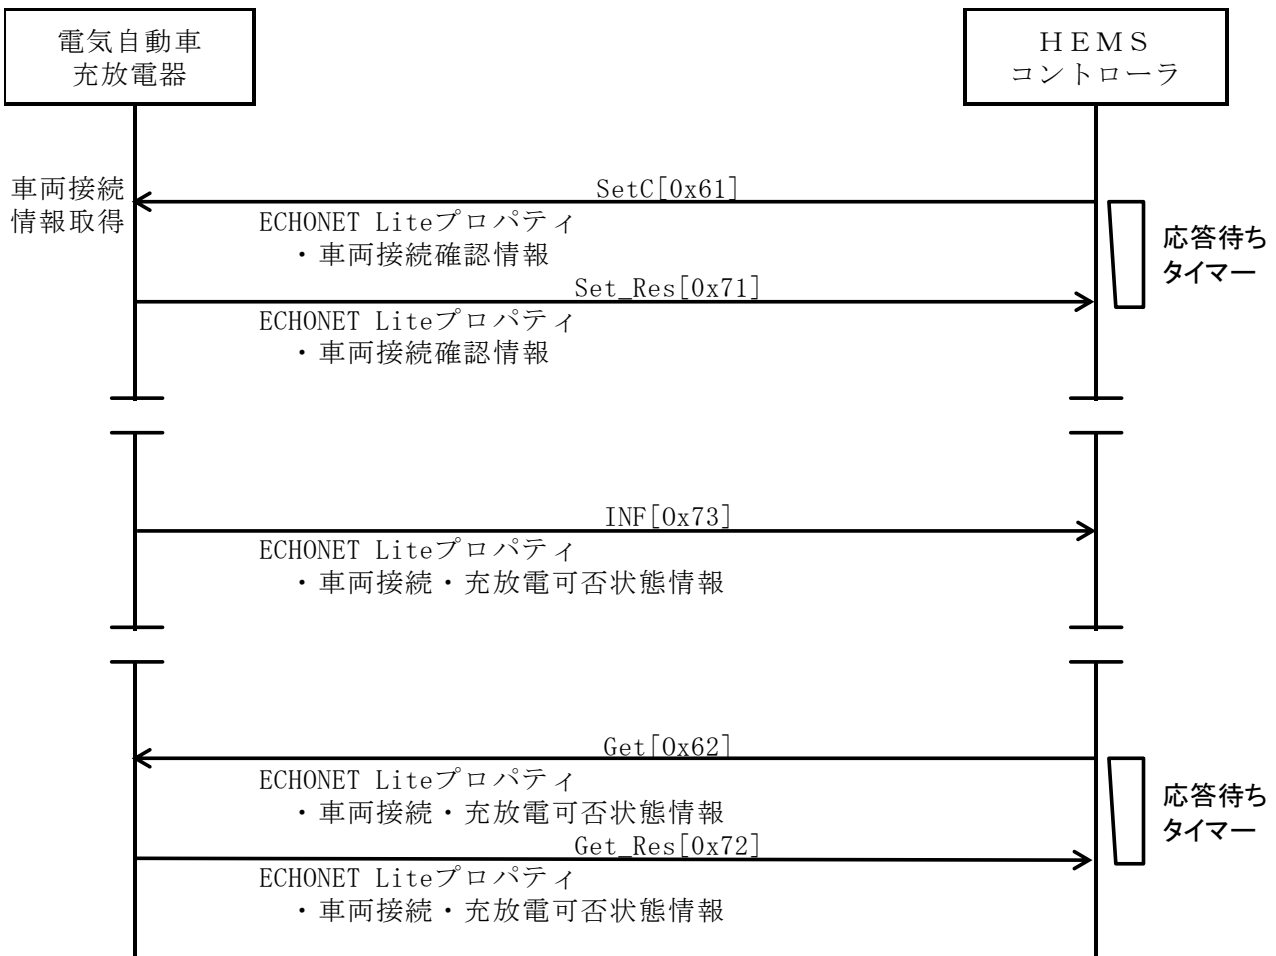 電気自動車
充放電器
ＨＥＭＳ
コントローラ
車両接続
情報取得
SetC[0x61]
ECHONET Liteプロパティ
・車両接続確認情報
応答待ち
タイマー
Set_Res[0x71]
ECHONET Liteプロパティ
・車両接続確認情報
INF[0x73]
ECHONET Liteプロパティ
・車両接続・充放電可否状態情報
Get[0x62]
ECHONET Liteプロパティ
・車両接続・充放電可否状態情報
応答待ち
タイマー
Get_Res[0x72]
ECHONET Liteプロパティ
・車両接続・充放電可否状態情報